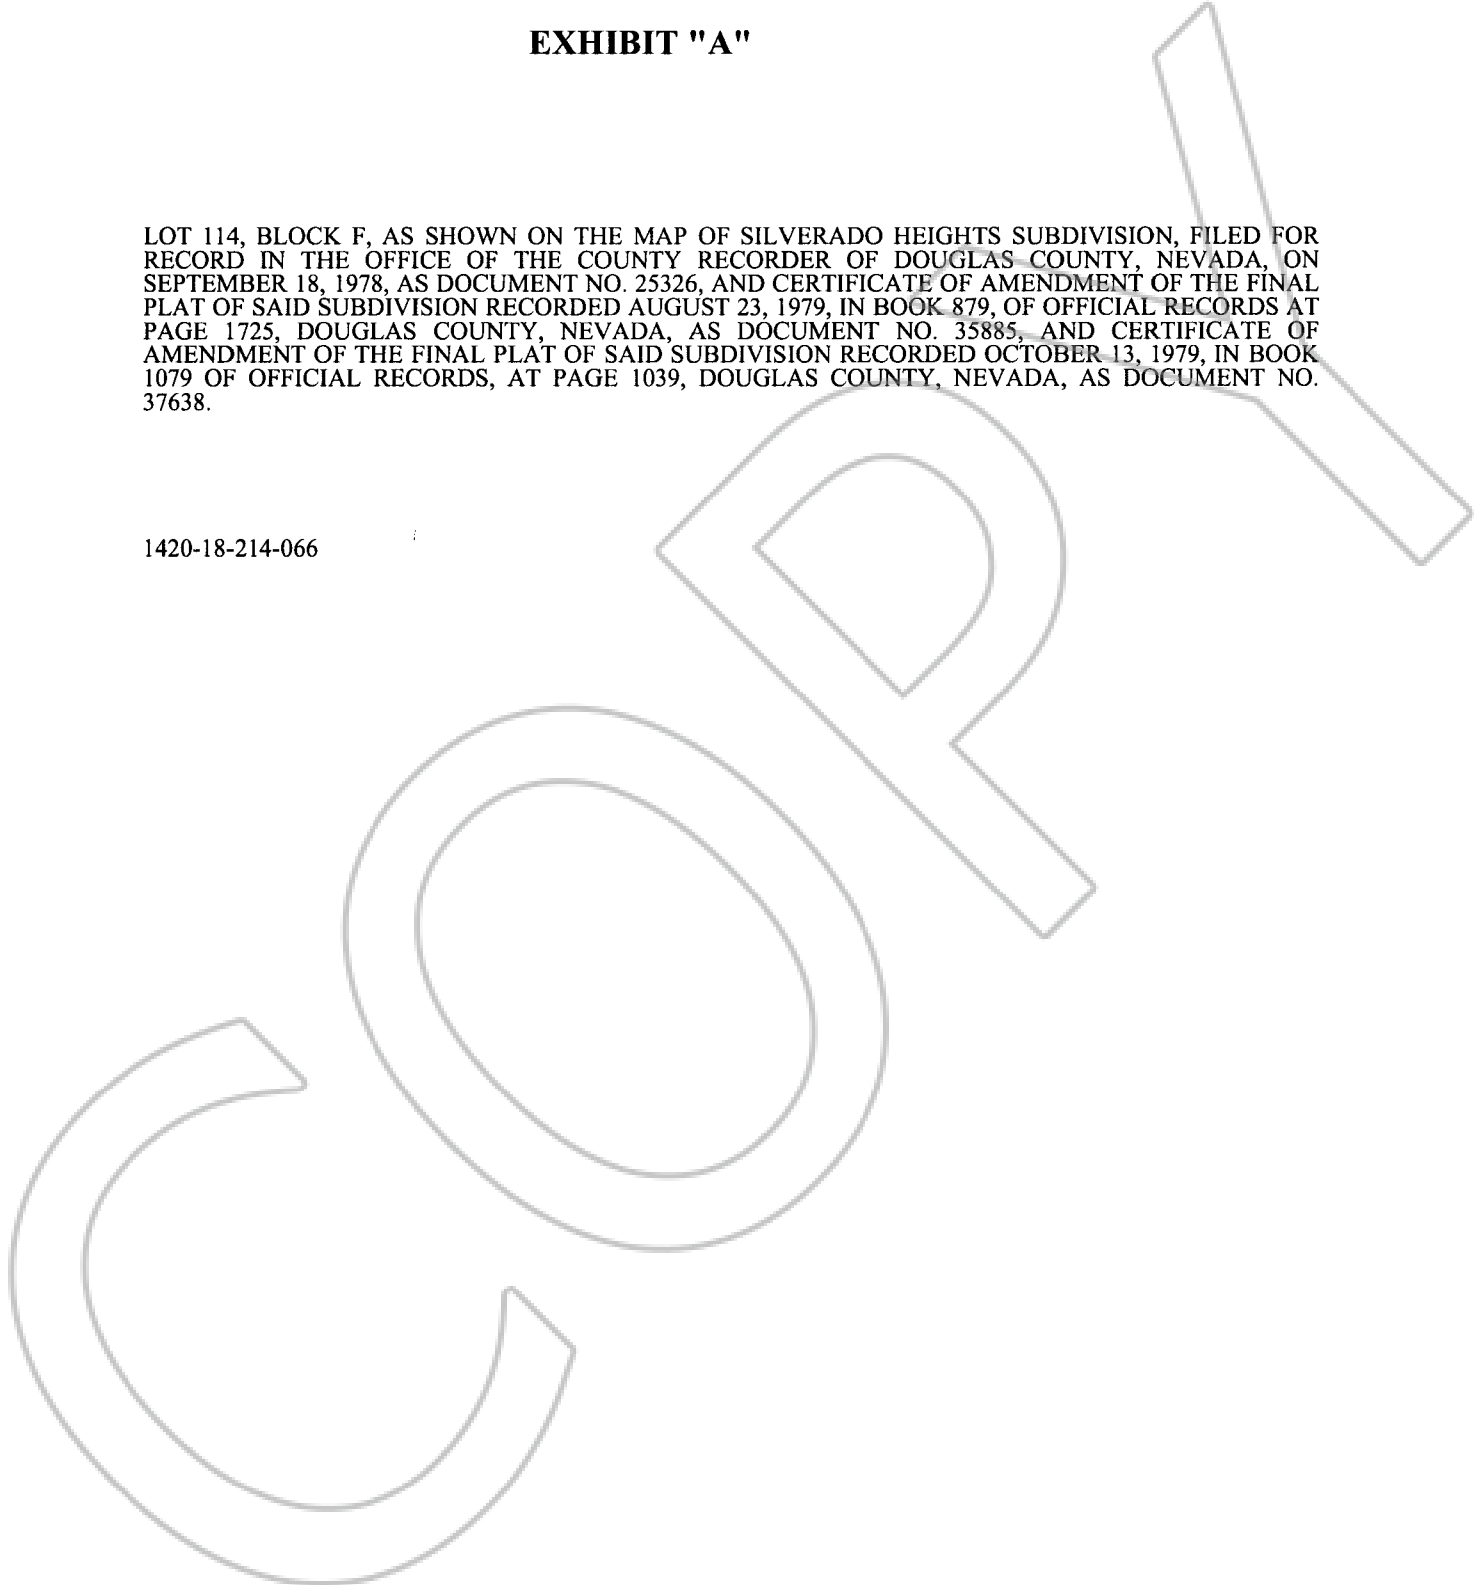 EXHIBIT "A"
LOT 114, BLOCK F, AS SHOWN ON THE MAP OF SILVERADO HEIGHTS SUBDIVISION, FILED FOR
RECORD IN THE OFFICE OF THE COUNTY RECORDER OF DOUGLAS COUNTY, NEVADA, ON
SEPTEMBER 18, 1978, AS DOCUMENT NO. 25326, AND CERTIFICATE OF AMENDMENT OF THE FINAL
PLAT OF SAID SUBDIVISION RECORDED AUGUST 23, 1979, IN BOOK 879, OF OFFICIAL RECORDS AT
PAGE 1725, DOUGLAS COUNTY, NEVADA, AS DOCUMENT NO. 35885, AND CERTIFICATE OF
AMENDMENT OF THE FINAL PLAT OF SAID SUBDIVISION RECORDED OCTOBER 13, 1979, IN BOOK
1079 OF OFFICIAL RECORDS, AT PAGE 1039, DOUGLAS COUNTY, NEVADA, AS DOCUMENT NO.
37638.
1420-18-214-066
COPY